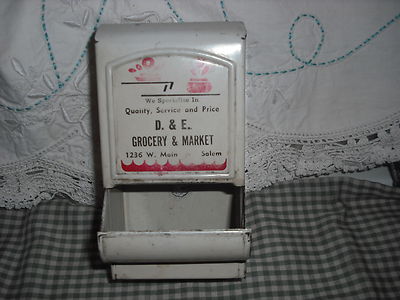 We Specialize In
Quality, Service and Price
D. & E.
GROCERY & MARKET
1236 W. Main Salem